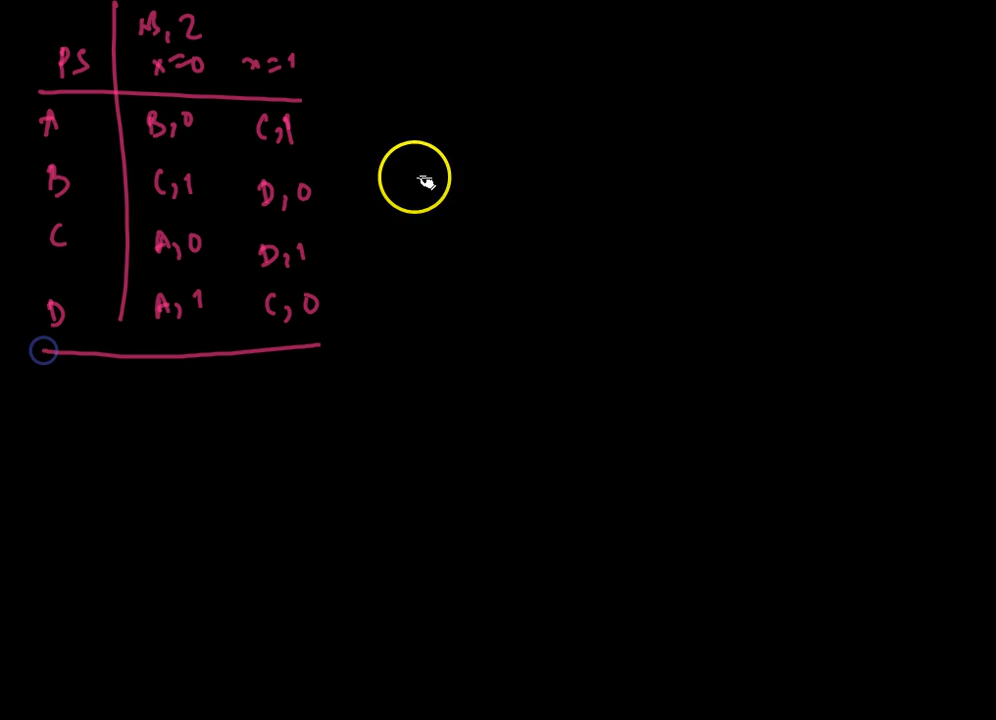 NS, Z
PS x=0 x=1
A B,0 C,1
B C,1 D,0
C A,0 D,1
D A,1 C,0